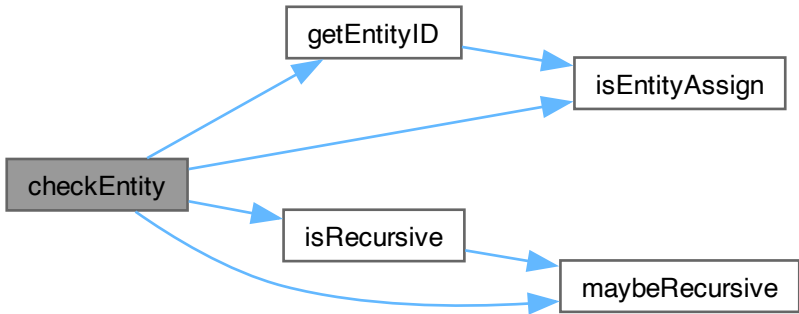 getEntityID
isEntityAssign
checkEntity
isRecursive
maybeRecursive